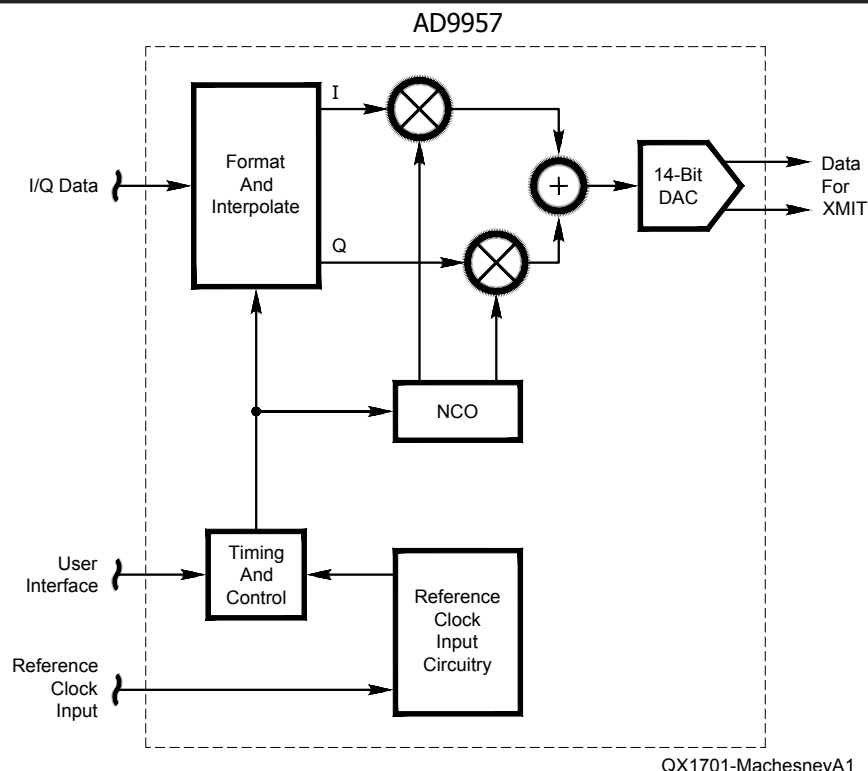 AD9957
I/Q Data
Format
And
Interpolate
I
Q
+
14-Bit
DAC
Data
For
XMIT
NCO
User
Interface
Timing
And
Control
Reference
Clock
Input
Circuitry
Reference
Clock
Input
QX1701-MachesneyA1